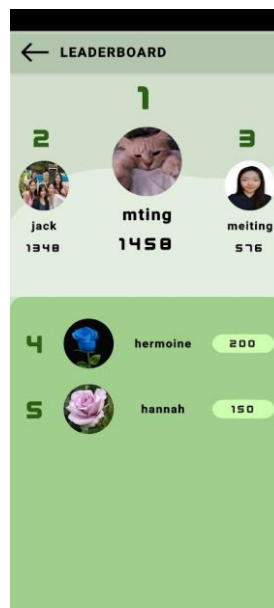 LEADERBOARD
1
2
3
mting
1458
jack
1348
meiting
576
4 hermoine 200
5 hannah 150